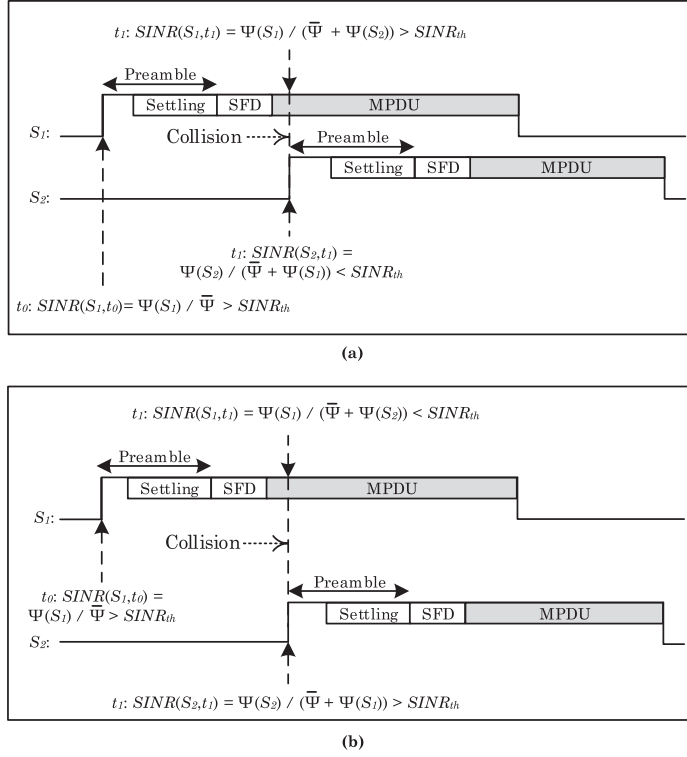 t₁: SINR(S₁,t₁) = Ψ(S₁) / (Ψ̅ + Ψ(S₂)) > SINRₜₕ
Preamble
Settling SFD MPDU
S₁:
Collision
Preamble
Settling SFD MPDU
S₂:
t₁: SINR(S₂,t₁) =
Ψ(S₂) / (Ψ̅ + Ψ(S₁)) < SINRₜₕ
t₀: SINR(S₁,t₀)= Ψ(S₁) / Ψ̅ > SINRₜₕ
(a)
t₁: SINR(S₁,t₁) = Ψ(S₁) / (Ψ̅ + Ψ(S₂)) < SINRₜₕ
Preamble
Settling SFD MPDU
S₁:
Collision
t₀: SINR(S₁,t₀) =
Ψ(S₁) / Ψ̅ > SINRₜₕ
Preamble
Settling SFD MPDU
S₂:
t₁: SINR(S₂,t₁) = Ψ(S₂) / (Ψ̅ + Ψ(S₁)) > SINRₜₕ
(b)